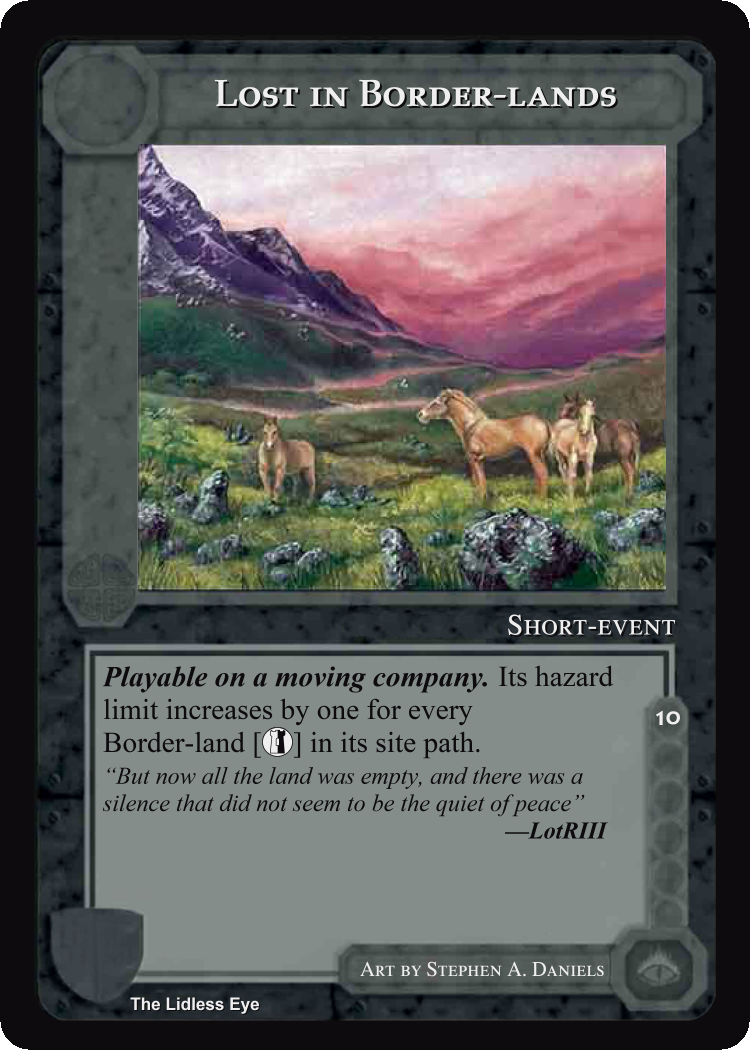 Lost in Border-lands
Short-event
Playable on a moving company. Its hazard
limit increases by one for every
Border-land [] in its site path.
10
“But now all the land was empty, and there was a
silence that did not seem to be the quiet of peace”
—LotRIII
Art by Stephen A. Daniels
The Lidless Eye